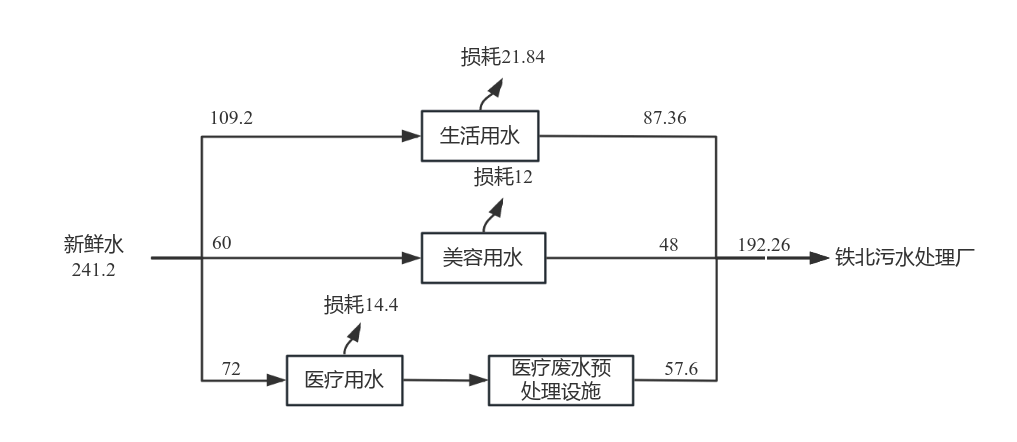 损耗21.84
109.2
生活用水
87.36
损耗12
新鲜水
241.2
60
美容用水
48
192.26
铁北污水处理厂
损耗14.4
72
医疗用水
医疗废水预
处理设施
57.6